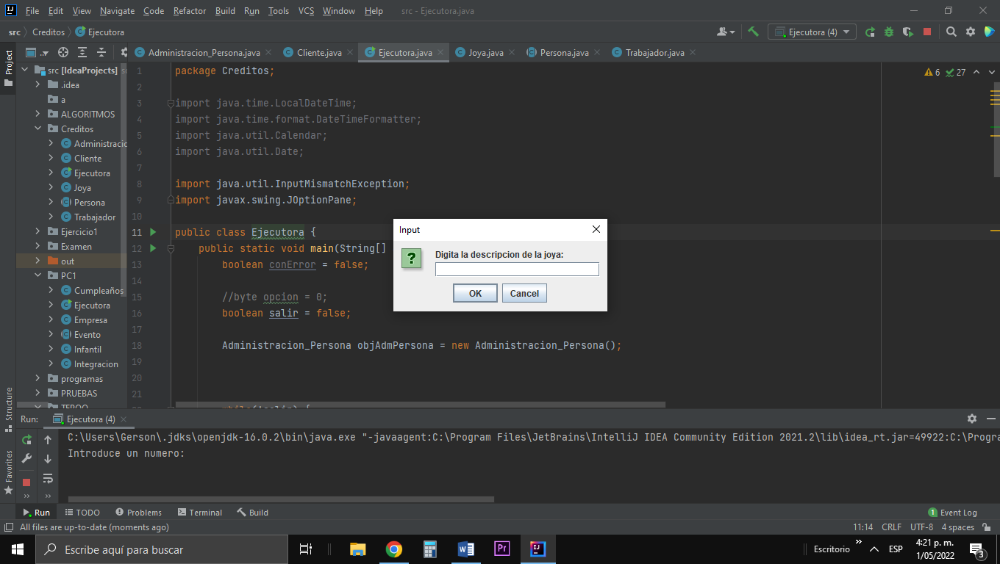 File Edit View Navigate Code Refactor Build Run Tools VCS Window Help src - Ejecutora.java
src Creditos Ejecutora Ejecutora (4)
Project
Administracion_Persona.java Cliente.java Ejecutora.java Joya.java Persona.java Trabajador.java
src [IdeaProjects]
.idea
a
ALGORITMOS
Creditos
Administracio
Cliente
Ejecutora
Joya
Persona
Trabajador
Ejercicio1
Examen
out
PC1
Cumpleaños
Ejecutora
Empresa
Evento
Infantil
Integracion
programas
PRUEBAS
6 27
1 package Creditos;
2
3 import java.time.LocalDateTime;
4 import java.time.format.DateTimeFormatter;
5 import java.util.Calendar;
6 import java.util.Date;
7
8 import java.util.InputMismatchException;
9 import javax.swing.JOptionPane;
10
11 public class Ejecutora {
12 public static void main(String[]
13 boolean conError = false;
14
15 //byte opcion = 0;
16 boolean salir = false;
17
18 Administracion_Persona objAdmPersona = new Administracion_Persona();
19
20
21
while(!salir) {
Input
Digita la descripcion de la joya:
OK Cancel
Structure
Favorites
Run: Ejecutora (4)
C:\Users\Gerson\.jdks\openjdk-16.0.2\bin\java.exe "-javaagent:C:\Program Files\JetBrains\IntelliJ IDEA Community Edition 2021.2\lib\idea_rt.jar=49922:C:\Progra
Introduce un numero:
Run TODO Problems Terminal Build 1 Event Log
All files are up-to-date (moments ago) 11:14 CRLF UTF-8 4 spaces
Escribe aquí para buscar Pr IJ Escritorio ESP 4:21 p. m.
1/05/2022 3